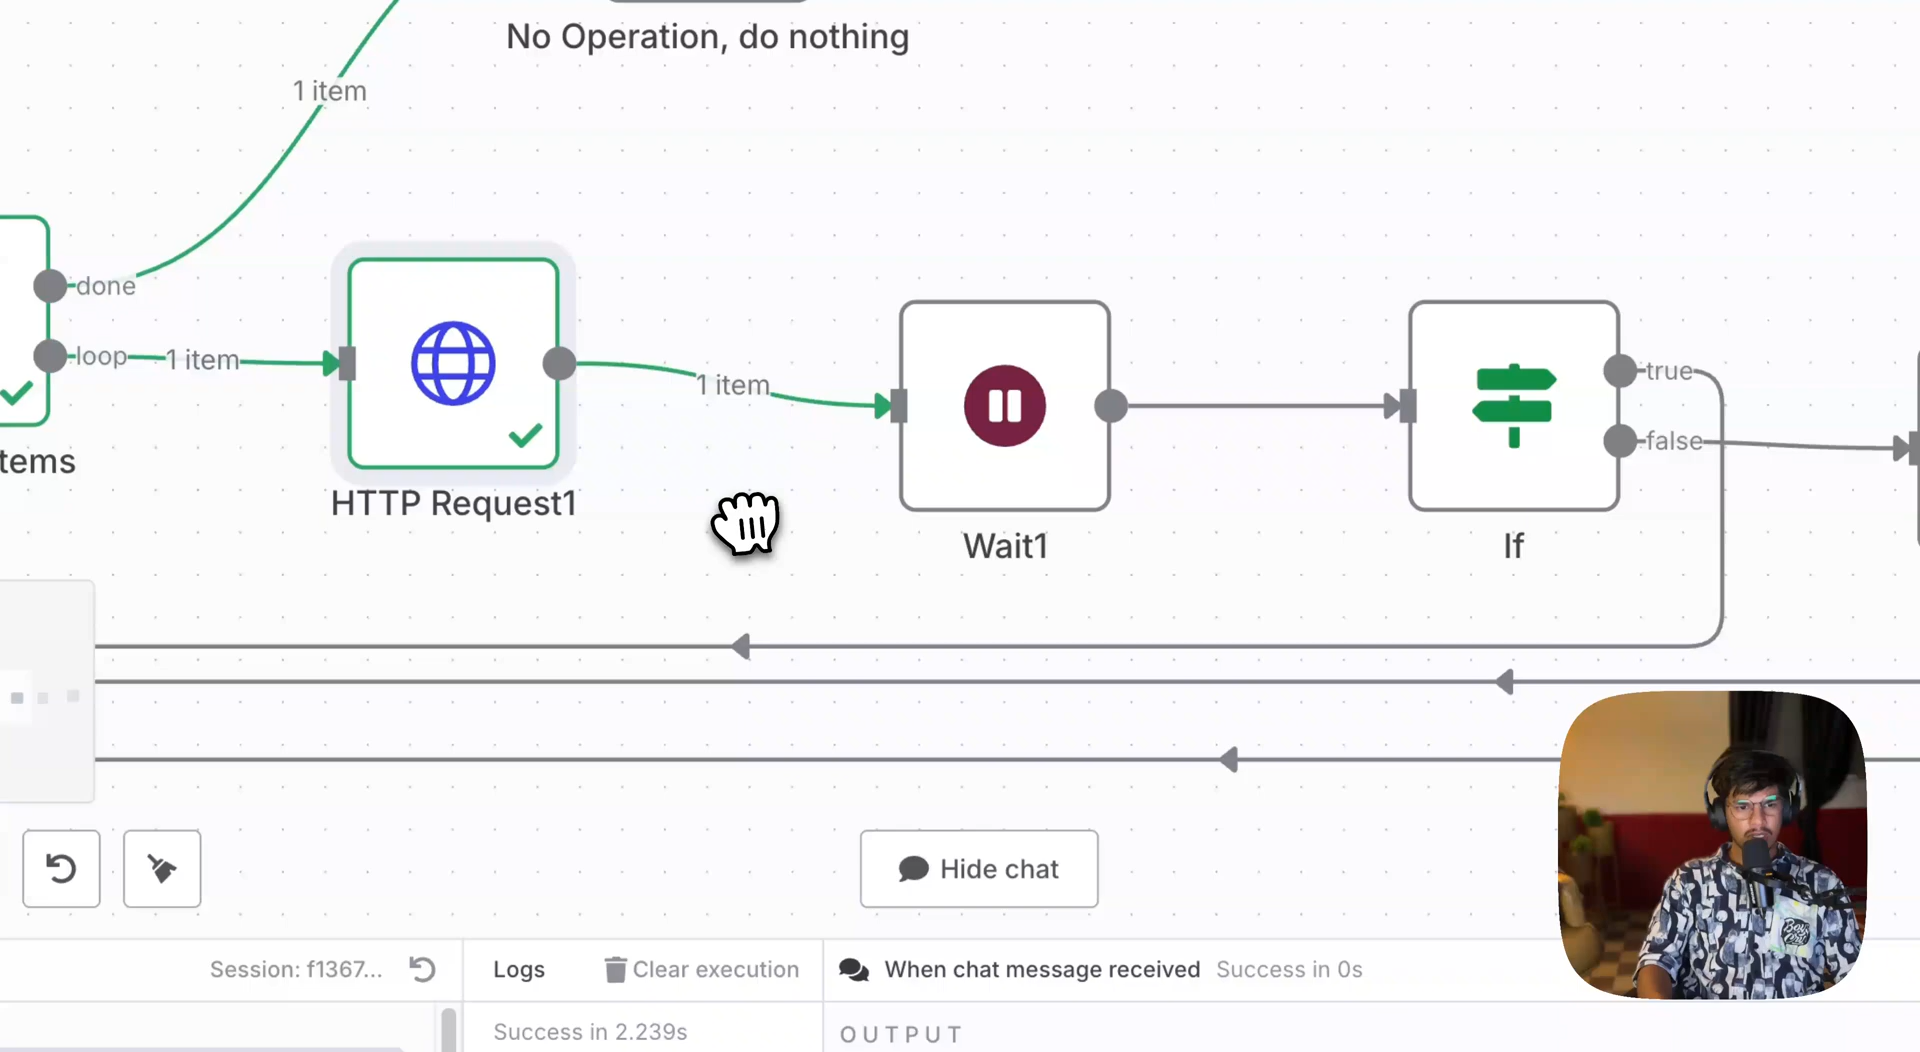 No Operation, do nothing
1 item
done
loop
1 item
1 item
true
false
tems
HTTP Request1
Wait1
If
Hide chat
Session: f1367...
Logs
Clear execution
When chat message received
Success in 0s
Success in 2.239s
OUTPUT